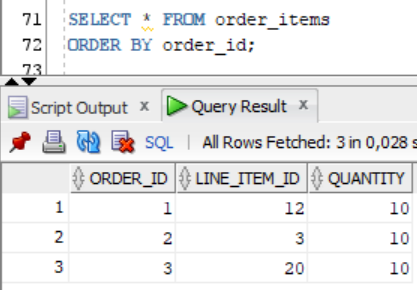 71 SELECT * FROM order_items
72 ORDER BY order_id;
73
Script Output x Query Result x
SQL | All Rows Fetched: 3 in 0,028 s
ORDER_ID LINE_ITEM_ID QUANTITY
1 1 12 10
2 2 3 10
3 3 20 10